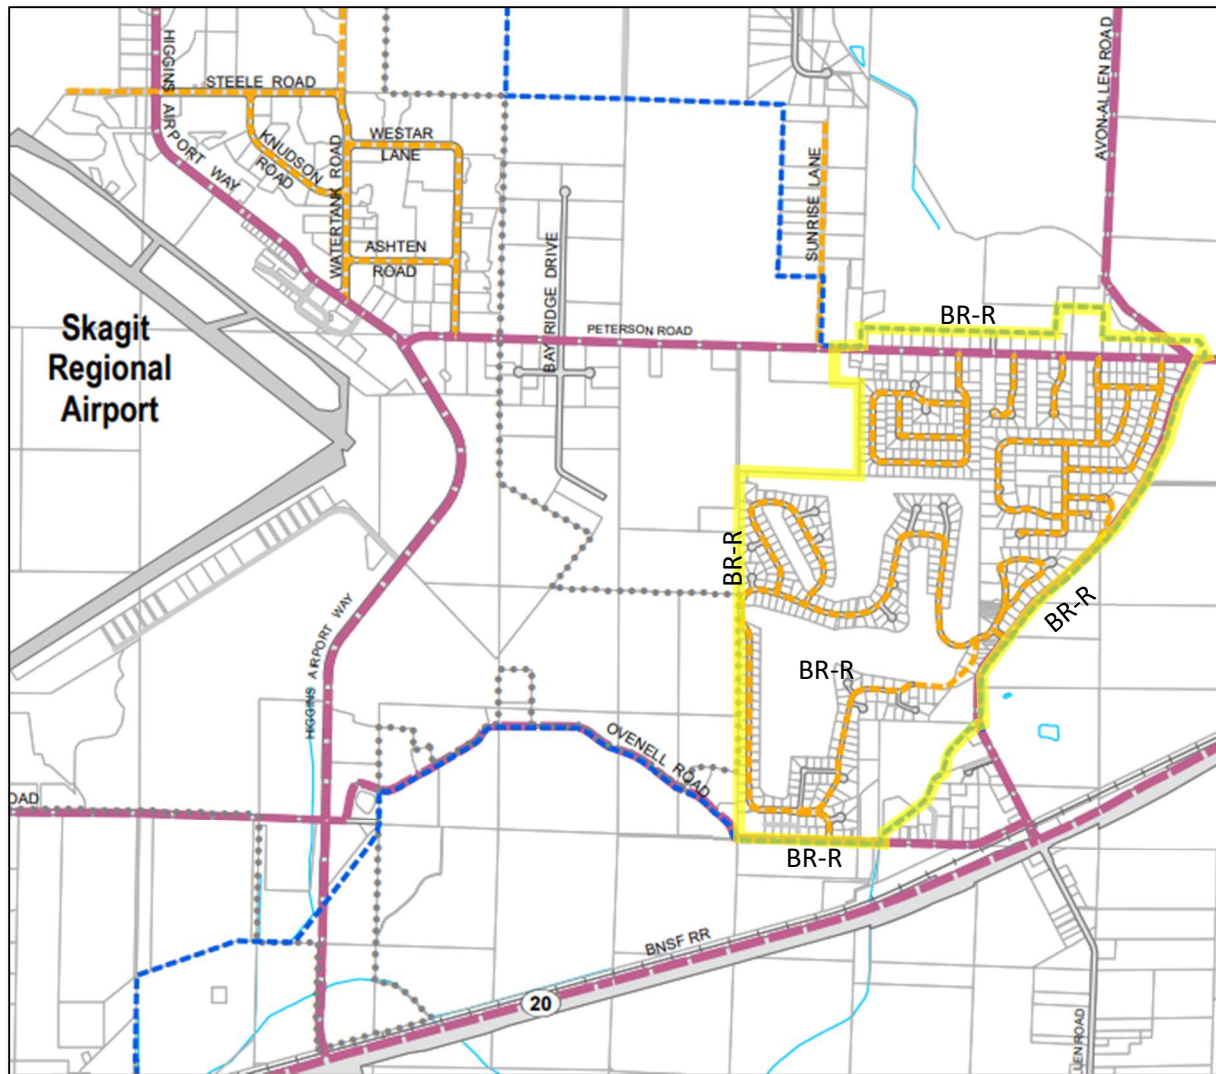 HIGGINS AIRPORT WAY
STEELE ROAD
AVON-ALLEN ROAD
KNUDSON
ROAD
WATERTANK ROAD
WESTAR
LANE
SUNRISE LANE
ASHTEN
ROAD
BAY RIDGE DRIVE
BR-R
PETERSON ROAD
Skagit
Regional
Airport
BR-R
BR-R
HIGGINS AIRPORT WAY
BR-R
OVENELL ROAD
OAD
BR-R
BNSF RR
20
LLEN ROAD